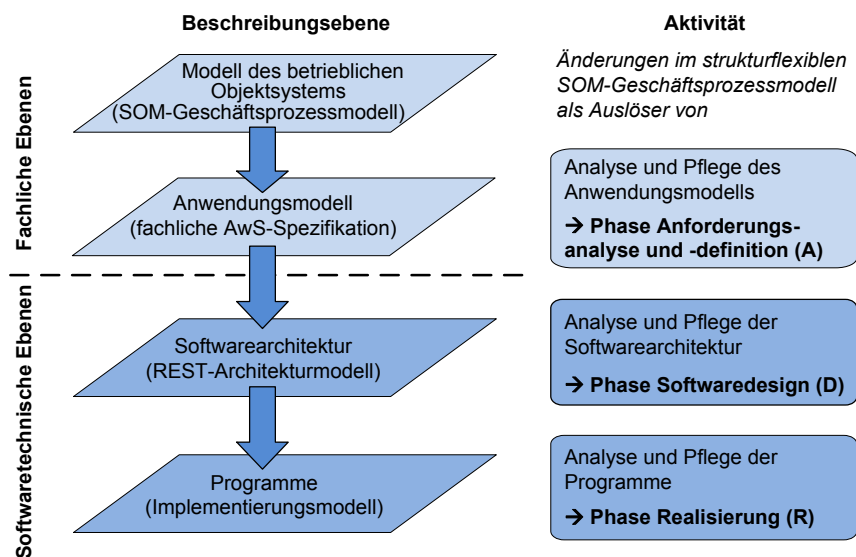 Beschreibungsebene
Aktivität
Fachliche Ebenen
Modell des betrieblichen
Objektsystems
(SOM-Geschäftsprozessmodell)
Änderungen im strukturflexiblen
SOM-Geschäftsprozessmodell
als Auslöser von
Anwendungsmodell
(fachliche AwS-Spezifikation)
Analyse und Pflege des
Anwendungsmodells
→ Phase Anforderungs-
analyse und -definition (A)
Softwaretechnische Ebenen
Softwarearchitektur
(REST-Architekturmodell)
Analyse und Pflege der
Softwarearchitektur
→ Phase Softwaredesign (D)
Programme
(Implementierungsmodell)
Analyse und Pflege der
Programme
→ Phase Realisierung (R)